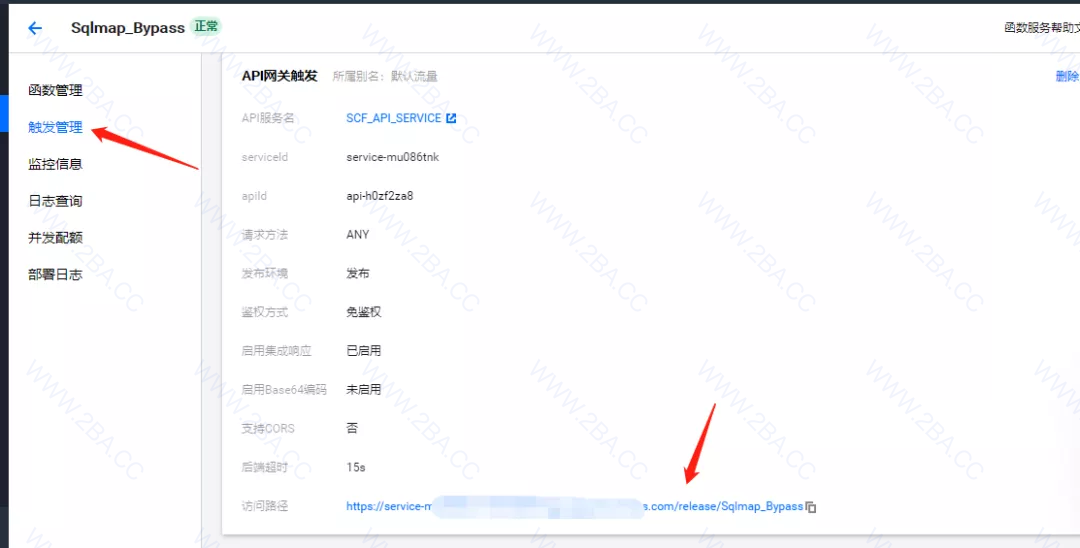 Sqlmap_Bypass 正常
函数服务帮助文
函数管理
触发管理
监控信息
日志查询
并发配额
部署日志
API网关触发 所属别名：默认流量
删除
API服务名 SCF_API_SERVICE
serviceId service-mu086tnk
apiId api-h0zf2za8
请求方法 ANY
发布环境 发布
鉴权方式 免鉴权
启用集成响应 已启用
启用Base64编码 未启用
支持CORS 否
后端超时 15s
访问路径 https://service-m s.com/release/Sqlmap_Bypass
WWW.2BA.CC